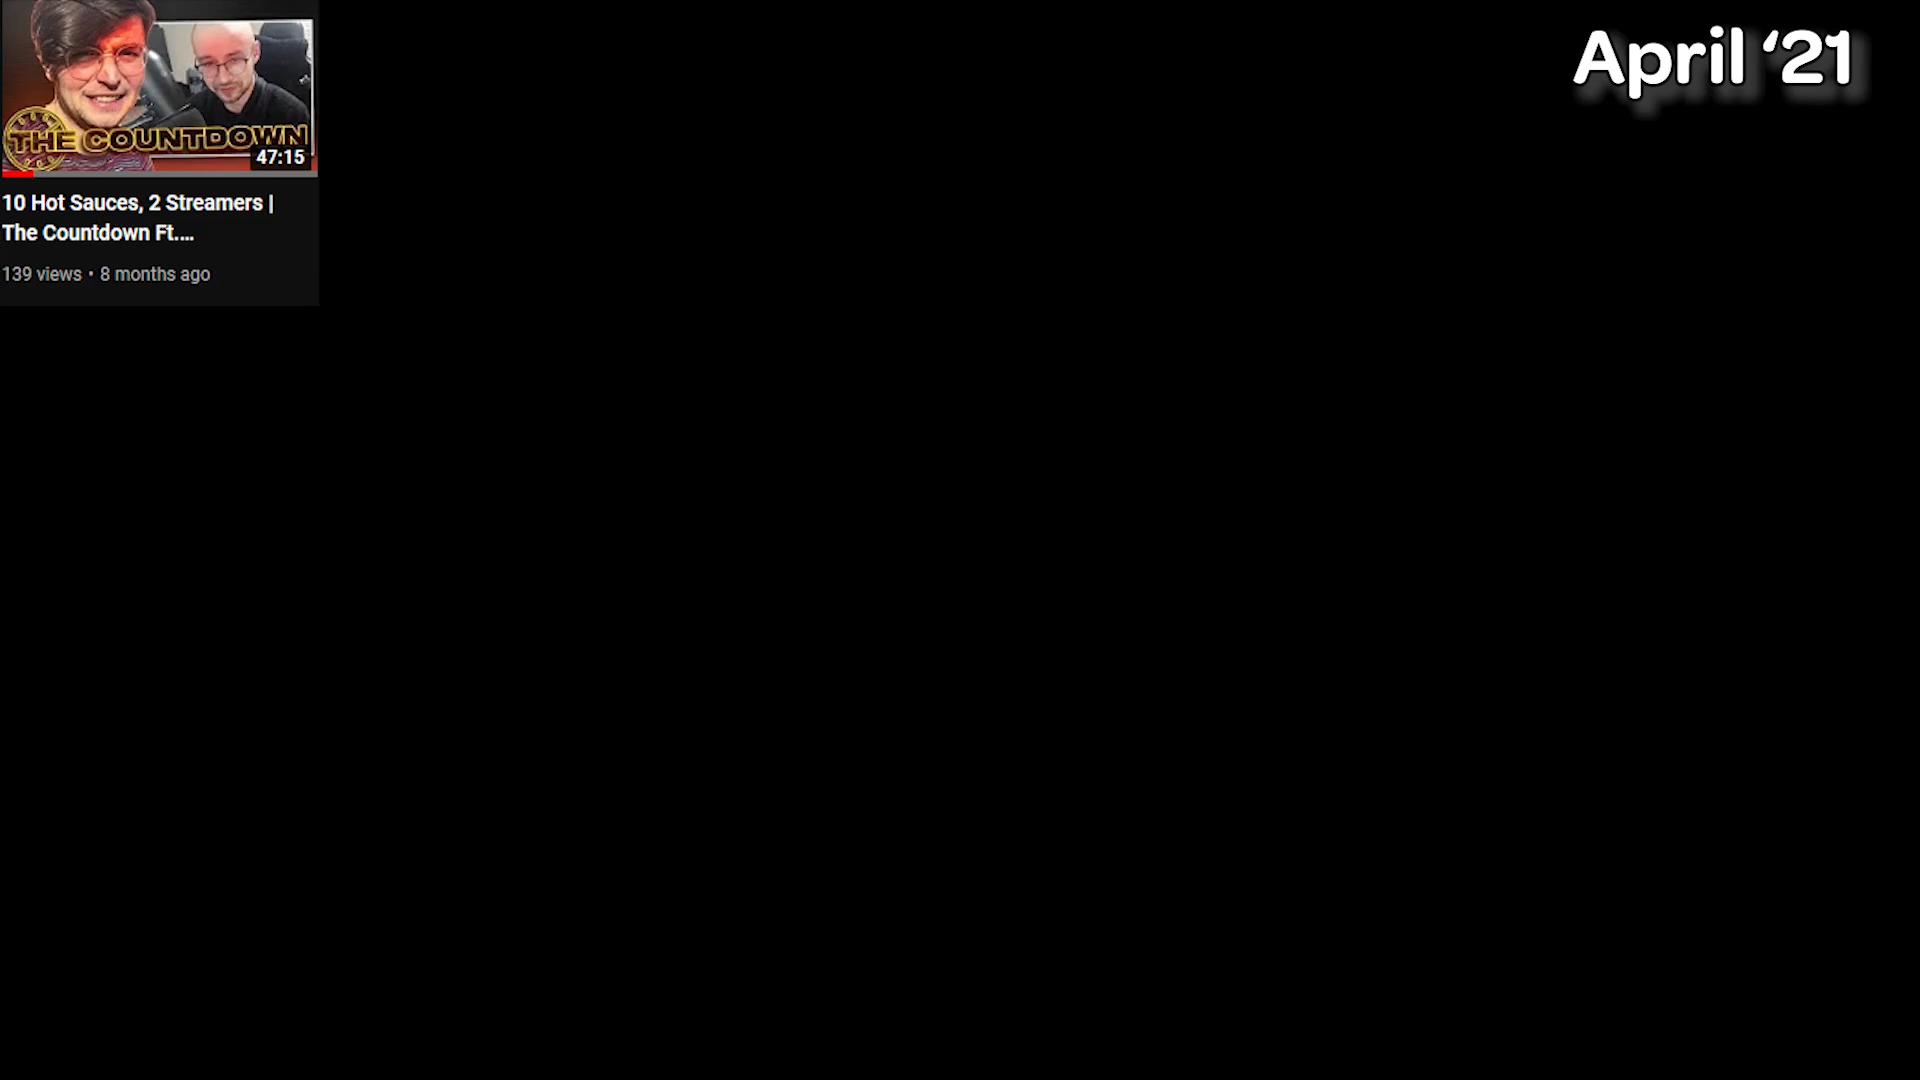 April ‘21
THE COUNTDOWN
47:15
10 Hot Sauces, 2 Streamers |
The Countdown Ft....
139 views • 8 months ago